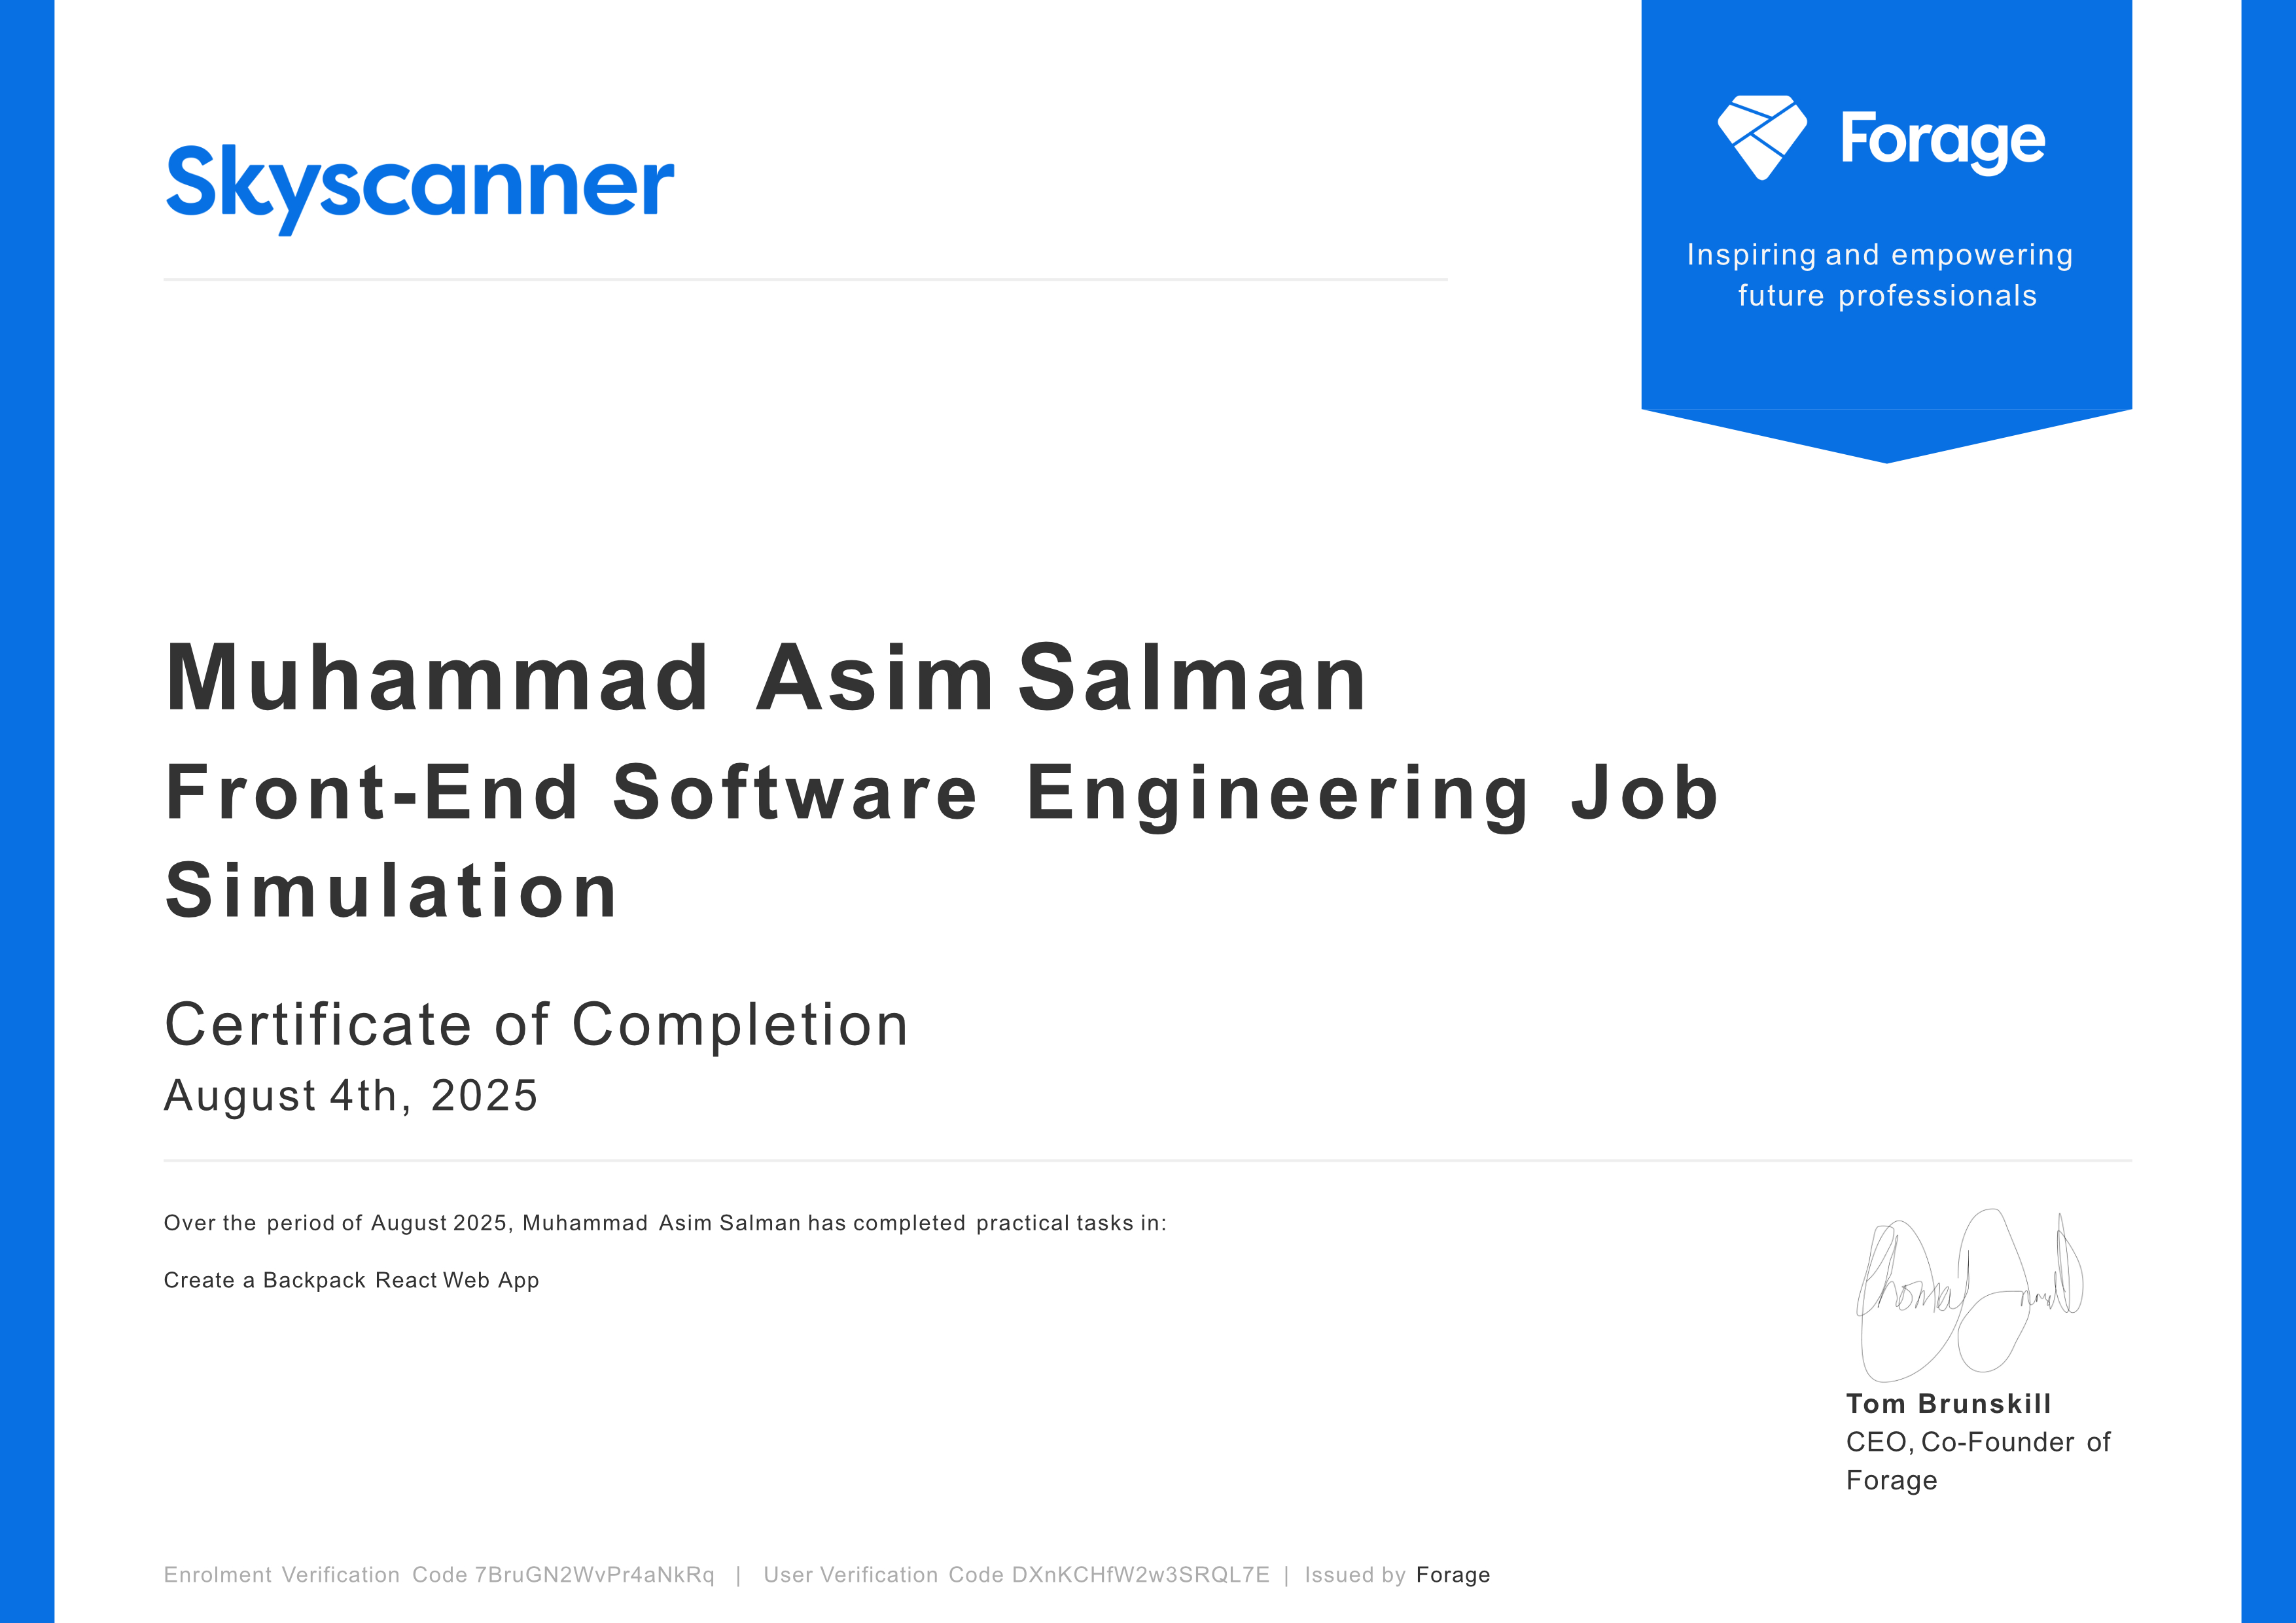 Skyscanner
Forage
Inspiring and empowering
future professionals
Muhammad Asim Salman
Front-End Software Engineering Job
Simulation
Certificate of Completion
August 4th, 2025
Over the period of August 2025, Muhammad Asim Salman has completed practical tasks in:
Create a Backpack React Web App
Tom Brunskill
CEO, Co-Founder of
Forage
Enrolment Verification Code 7BruGN2WvPr4aNkRq | User Verification Code DXnKCHfW2w3SRQL7E | Issued by Forage